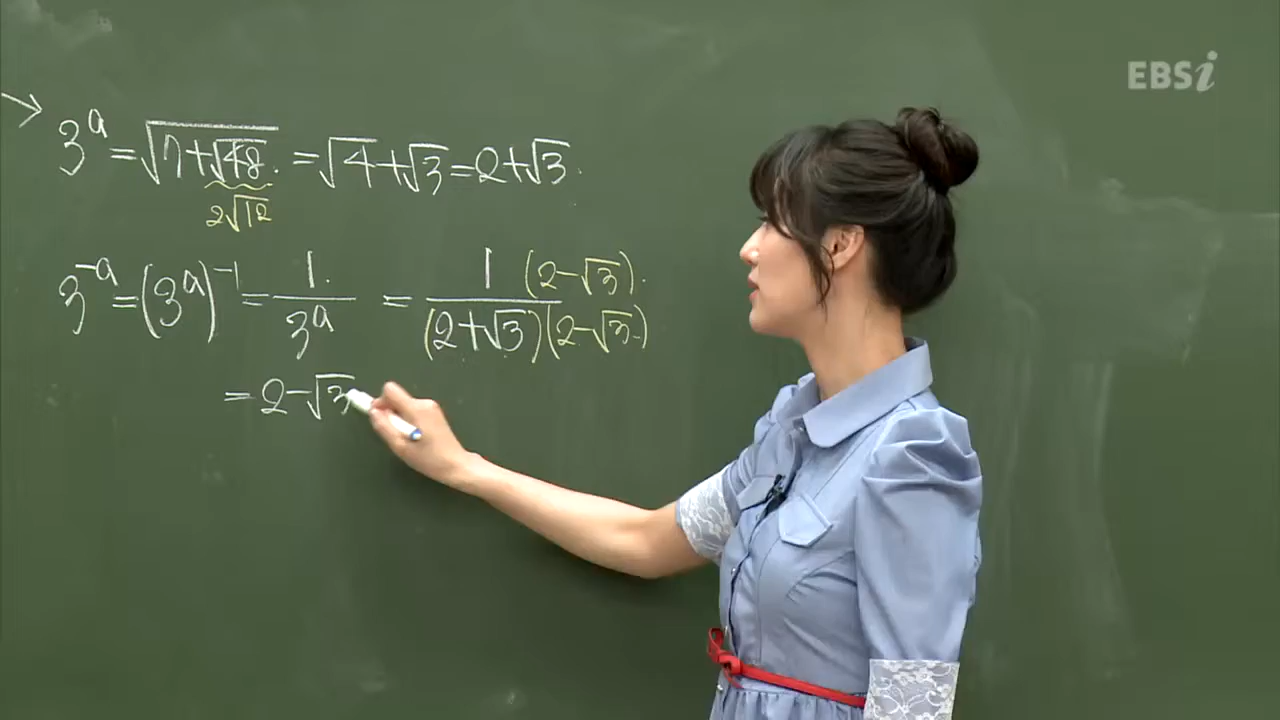 EBSi
→ 3^a = √(7+√48) = √4+√3 = 2+√3.
2√12
3^-a = (3^a)^-1 = 1/3^a = 1(2-√3)/(2+√3)(2-√3)
= 2-√3